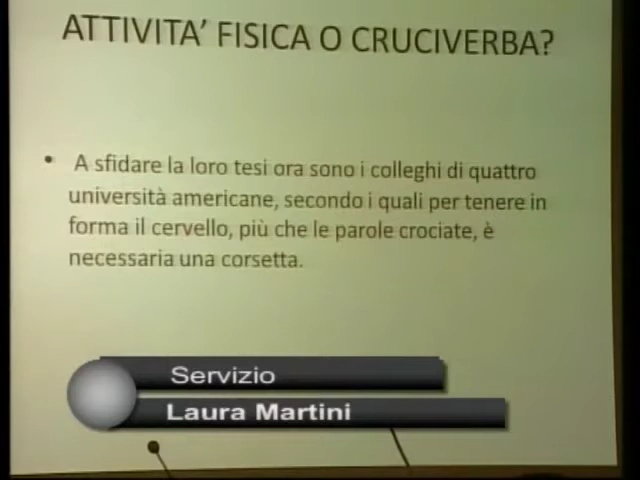 ATTIVITA’ FISICA O CRUCIVERBA?
• A sfidare la loro tesi ora sono i colleghi di quattro
università americane, secondo i quali per tenere in
forma il cervello, più che le parole crociate, è
necessaria una corsetta.
Servizio
Laura Martini